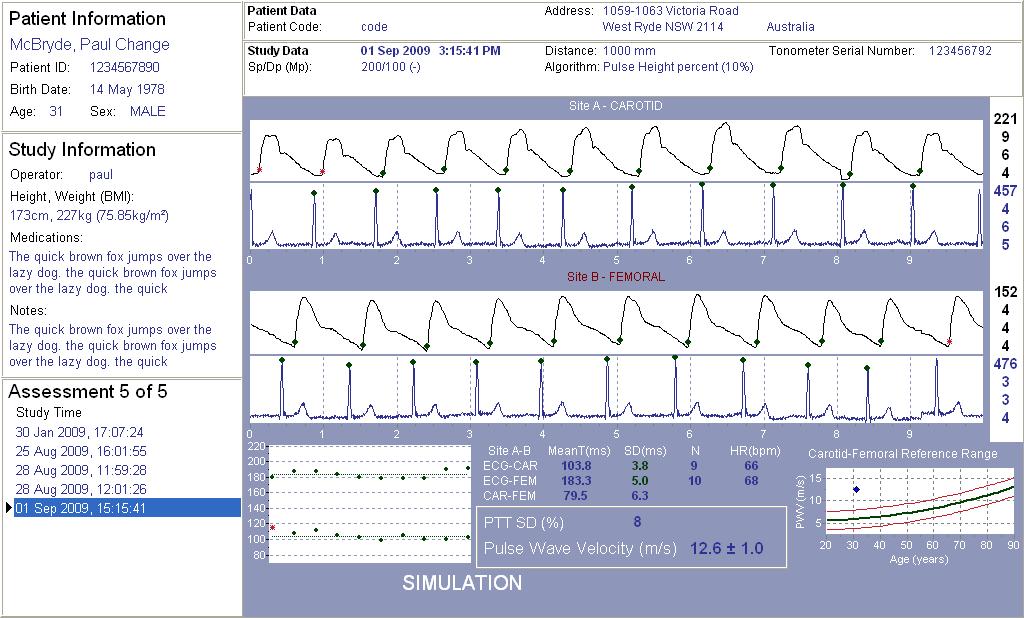 Patient Information
McBryde, Paul Change
Patient ID: 1234567890
Birth Date: 14 May 1978
Age: 31 Sex: MALE
Study Information
Operator: paul
Height, Weight (BMI):
173cm, 227kg (75.85kg/m²)
Medications:
The quick brown fox jumps over the
lazy dog. the quick brown fox jumps
over the lazy dog. the quick
Notes:
The quick brown fox jumps over the
lazy dog. the quick brown fox jumps
over the lazy dog. the quick
Assessment 5 of 5
Study Time
30 Jan 2009, 17:07:24
25 Aug 2009, 16:01:55
28 Aug 2009, 11:59:28
28 Aug 2009, 12:01:26
01 Sep 2009, 15:15:41
Patient Data
Patient Code: code
Address: 1059-1063 Victoria Road
West Ryde NSW 2114 Australia
Study Data 01 Sep 2009 3:15:41 PM Distance: 1000 mm Tonometer Serial Number: 123456792
Sp/Dp (Mp): 200/100 (-) Algorithm: Pulse Height percent (10%)
Site A - CAROTID
221
9
6
4
457
4
6
5
0 1 2 3 4 5 6 7 8 9
Site B - FEMORAL
152
4
4
4
476
3
3
4
0 1 2 3 4 5 6 7 8 9
220
200
180
160
140
120
100
80
Site A-B MeanT(ms) SD(ms) N HR(bpm)
ECG-CAR 103.8 3.8 9 66
ECG-FEM 183.3 5.0 10 68
CAR-FEM 79.5 6.3
PTT SD (%) 8
Pulse Wave Velocity (m/s) 12.6 ± 1.0
Carotid-Femoral Reference Range
PWV (m/s)
15
10
5
20 30 40 50 60 70 80 90
Age (years)
SIMULATION